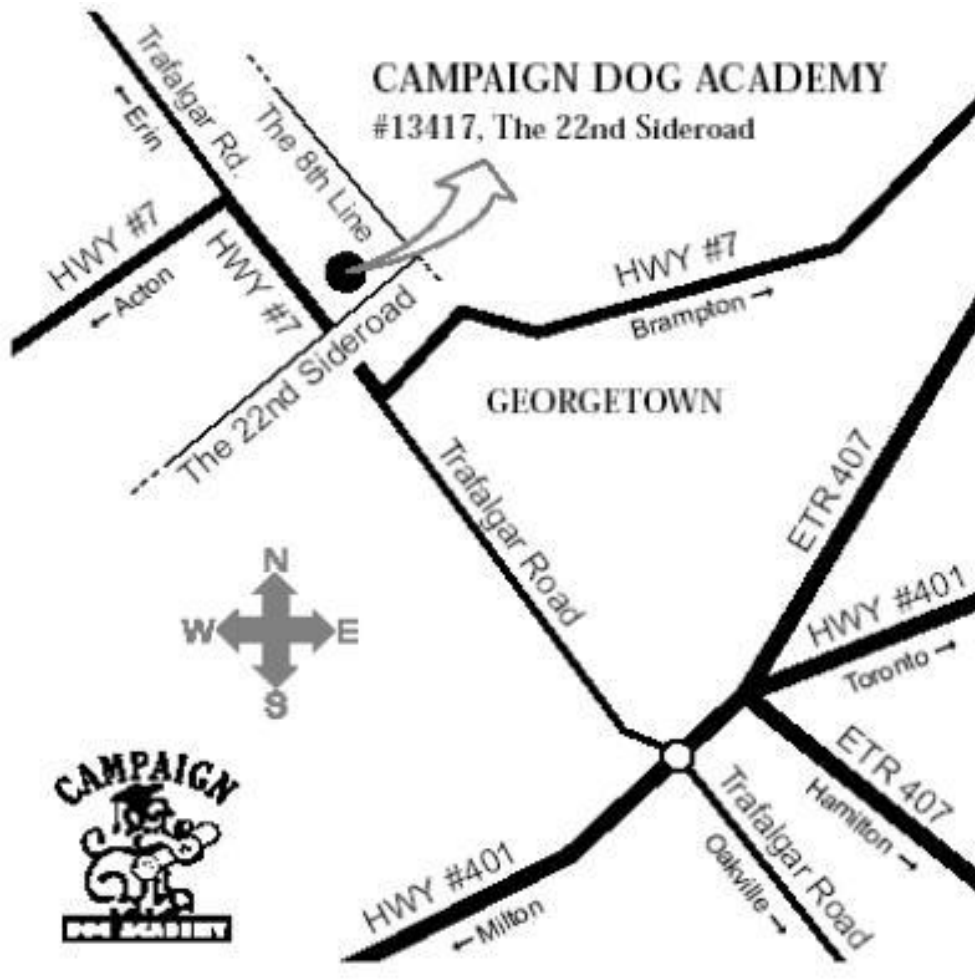 CAMPAIGN DOG ACADEMY
#13417, The 22nd Sideroad
Trafalgar Rd.
←Erin
The 8th Line
HWY #7
←Acton
HWY #7
The 22nd Sideroad
HWY #7
Brampton→
GEORGETOWN
Trafalgar Road
ETR 407
HWY #401
Toronto→
N
W E
S
ETR 407
Hamilton→
Trafalgar Road
Oakville→
HWY #401
←Milton
CAMPAIGN
DOG ACADEMY